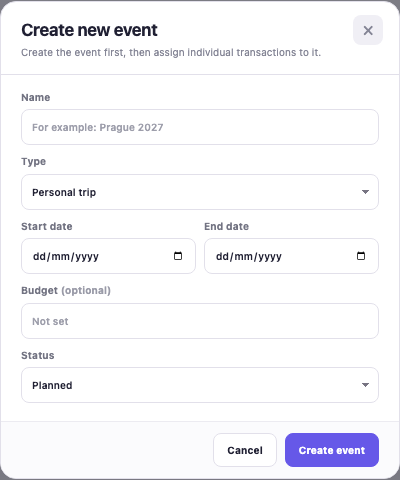 Create new event
Create the event first, then assign individual transactions to it.
Name
For example: Prague 2027
Type
Personal trip
Start date
End date
dd/mm/yyyy
dd/mm/yyyy
Budget (optional)
Not set
Status
Planned
Cancel
Create event